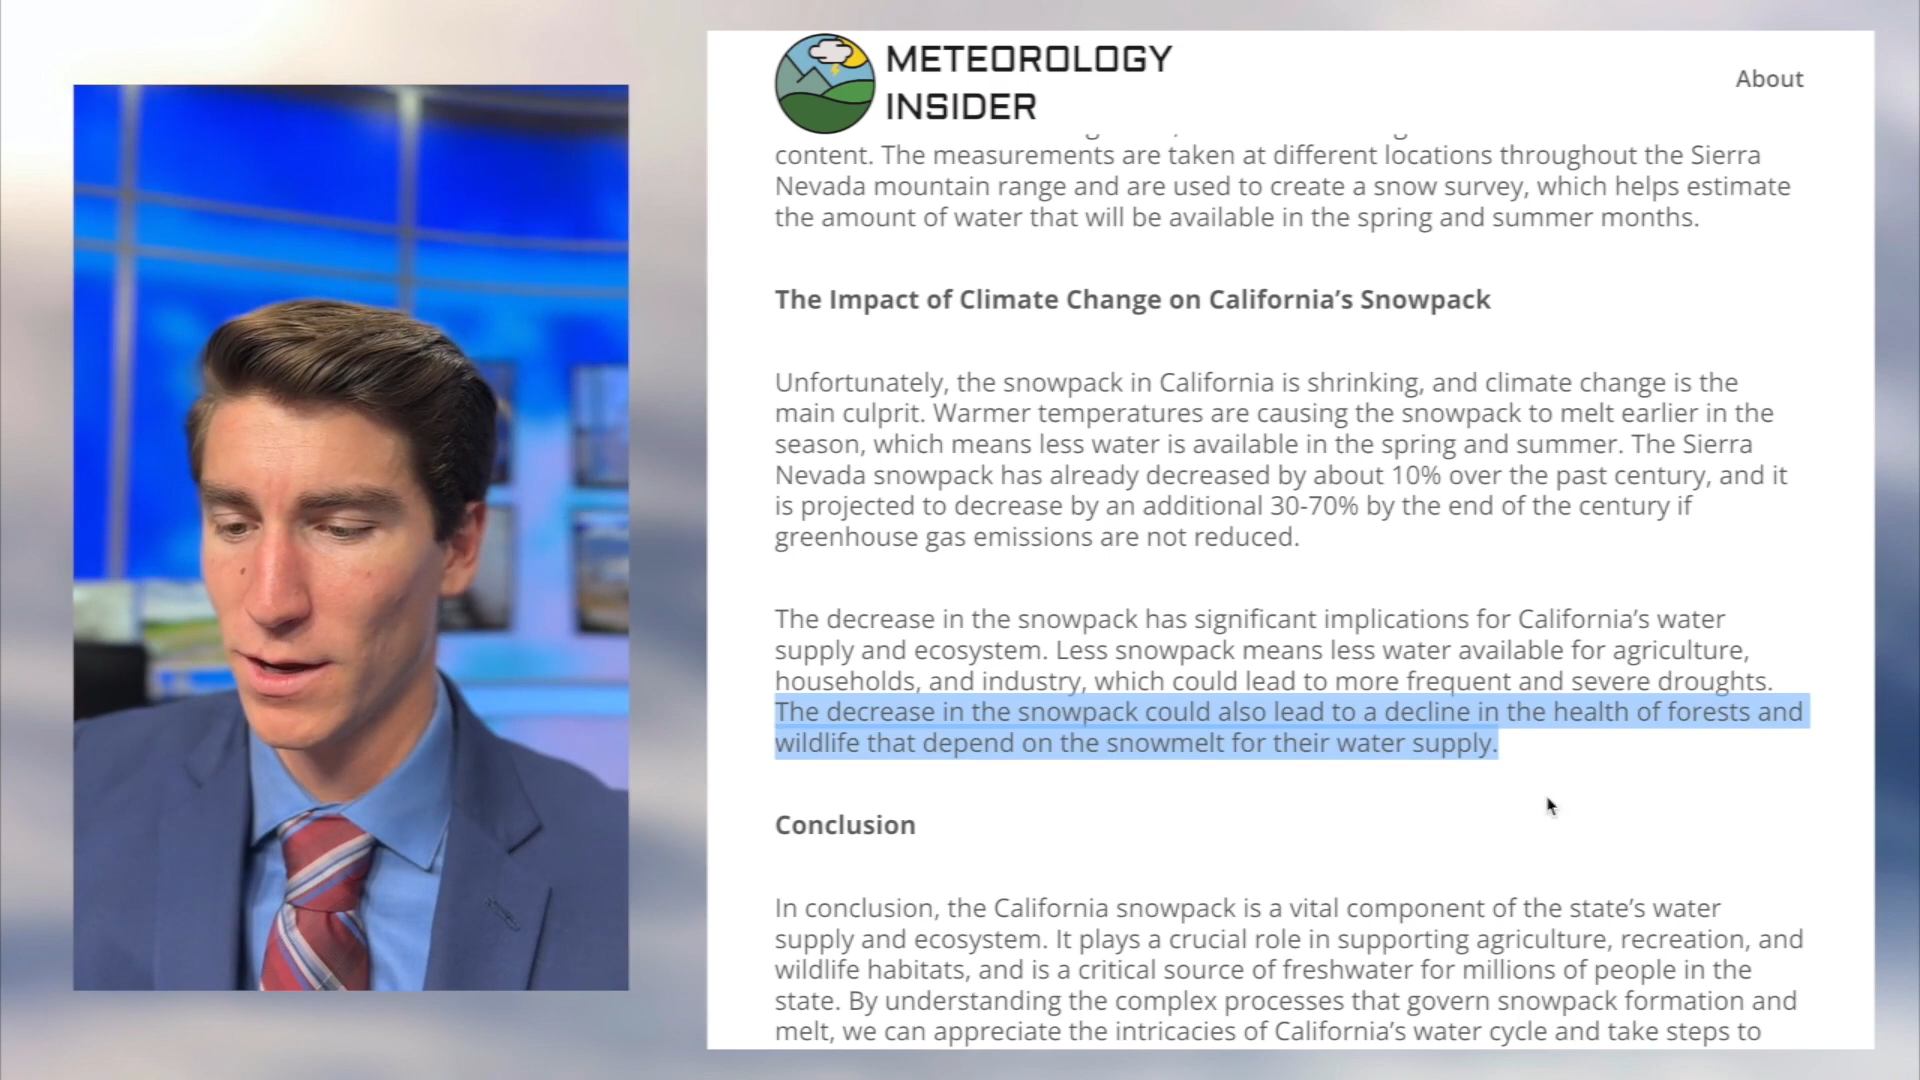 METEOROLOGY
INSIDER
About
content. The measurements are taken at different locations throughout the Sierra
Nevada mountain range and are used to create a snow survey, which helps estimate
the amount of water that will be available in the spring and summer months.
The Impact of Climate Change on California’s Snowpack
Unfortunately, the snowpack in California is shrinking, and climate change is the
main culprit. Warmer temperatures are causing the snowpack to melt earlier in the
season, which means less water is available in the spring and summer. The Sierra
Nevada snowpack has already decreased by about 10% over the past century, and it
is projected to decrease by an additional 30-70% by the end of the century if
greenhouse gas emissions are not reduced.
The decrease in the snowpack has significant implications for California’s water
supply and ecosystem. Less snowpack means less water available for agriculture,
households, and industry, which could lead to more frequent and severe droughts.
The decrease in the snowpack could also lead to a decline in the health of forests and
wildlife that depend on the snowmelt for their water supply.
Conclusion
In conclusion, the California snowpack is a vital component of the state’s water
supply and ecosystem. It plays a crucial role in supporting agriculture, recreation, and
wildlife habitats, and is a critical source of freshwater for millions of people in the
state. By understanding the complex processes that govern snowpack formation and
melt, we can appreciate the intricacies of California’s water cycle and take steps to